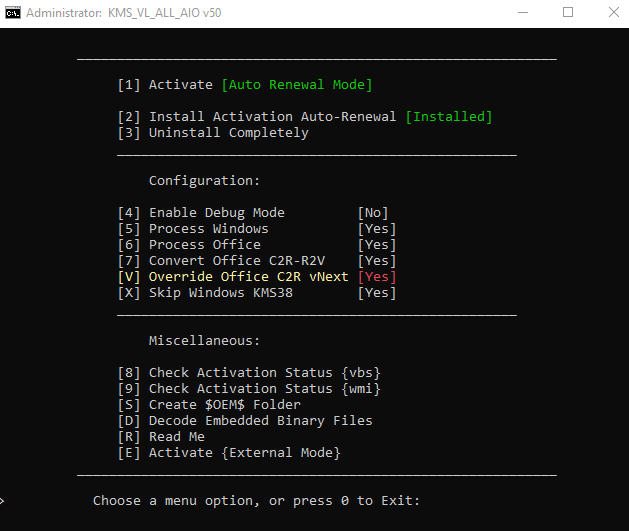 Administrator: KMS_VL_ALL_AIO v50
[1] Activate [Auto Renewal Mode]
[2] Install Activation Auto-Renewal [Installed]
[3] Uninstall Completely
Configuration:
[4] Enable Debug Mode [No]
[5] Process Windows [Yes]
[6] Process Office [Yes]
[7] Convert Office C2R-R2V [Yes]
[V] Override Office C2R vNext [Yes]
[X] Skip Windows KMS38 [Yes]
Miscellaneous:
[8] Check Activation Status {vbs}
[9] Check Activation Status {wmi}
[S] Create $OEM$ Folder
[D] Decode Embedded Binary Files
[R] Read Me
[E] Activate {External Mode}
> Choose a menu option, or press 0 to Exit: